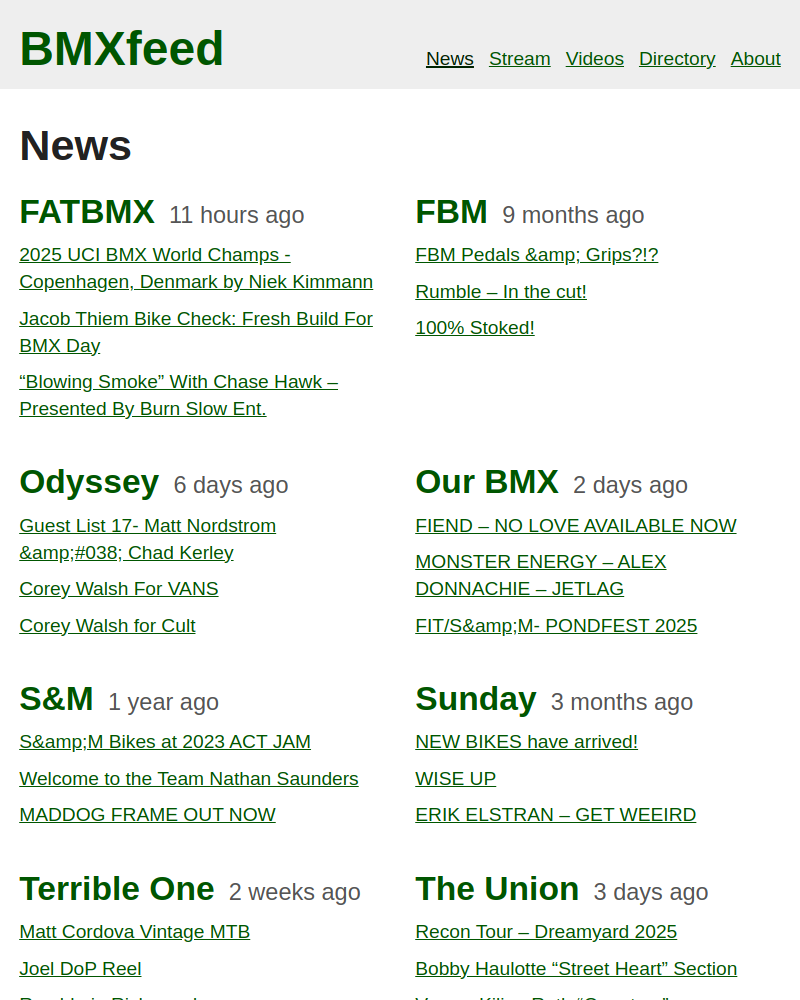 BMXfeed
News Stream Videos Directory About
News
FATBMX 11 hours ago
2025 UCI BMX World Champs -
Copenhagen, Denmark by Niek Kimmann
Jacob Thiem Bike Check: Fresh Build For
BMX Day
“Blowing Smoke” With Chase Hawk –
Presented By Burn Slow Ent.
FBM 9 months ago
FBM Pedals &amp; Grips?!?
Rumble – In the cut!
100% Stoked!
Odyssey 6 days ago
Guest List 17- Matt Nordstrom
&amp;#038; Chad Kerley
Corey Walsh For VANS
Corey Walsh for Cult
Our BMX 2 days ago
FIEND – NO LOVE AVAILABLE NOW
MONSTER ENERGY – ALEX
DONNACHIE – JETLAG
FIT/S&amp;M- PONDFEST 2025
S&M 1 year ago
S&amp;M Bikes at 2023 ACT JAM
Welcome to the Team Nathan Saunders
MADDOG FRAME OUT NOW
Sunday 3 months ago
NEW BIKES have arrived!
WISE UP
ERIK ELSTRAN – GET WEEIRD
Terrible One 2 weeks ago
Matt Cordova Vintage MTB
Joel DoP Reel
The Union 3 days ago
Recon Tour – Dreamyard 2025
Bobby Haulotte “Street Heart” Section